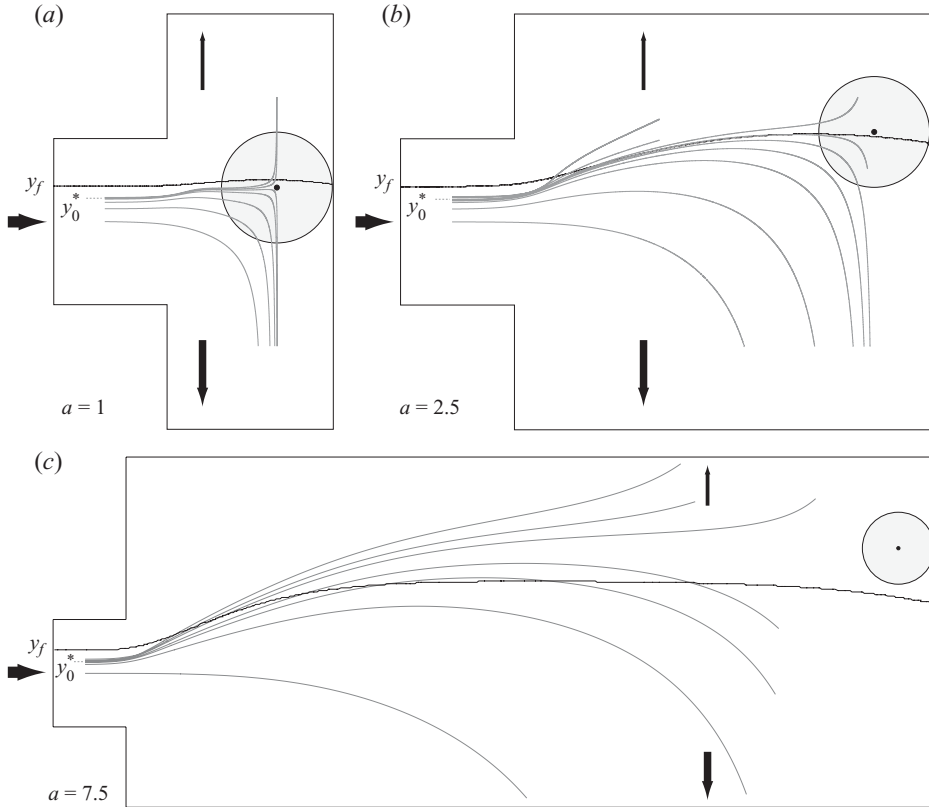 (a)
y_f
y_0^*
a = 1
(b)
y_f
y_0^*
a = 2.5
(c)
y_f
y_0^*
a = 7.5